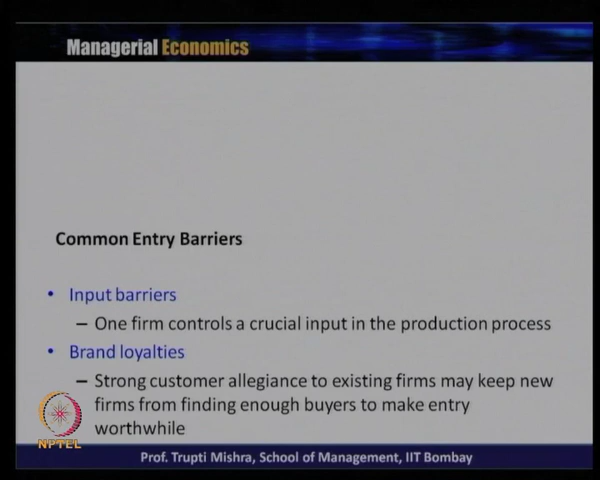 Managerial Economics
Common Entry Barriers
• Input barriers
– One firm controls a crucial input in the production process
• Brand loyalties
– Strong customer allegiance to existing firms may keep new
firms from finding enough buyers to make entry
worthwhile
NPTEL
Prof. Trupti Mishra, School of Management, IIT Bombay